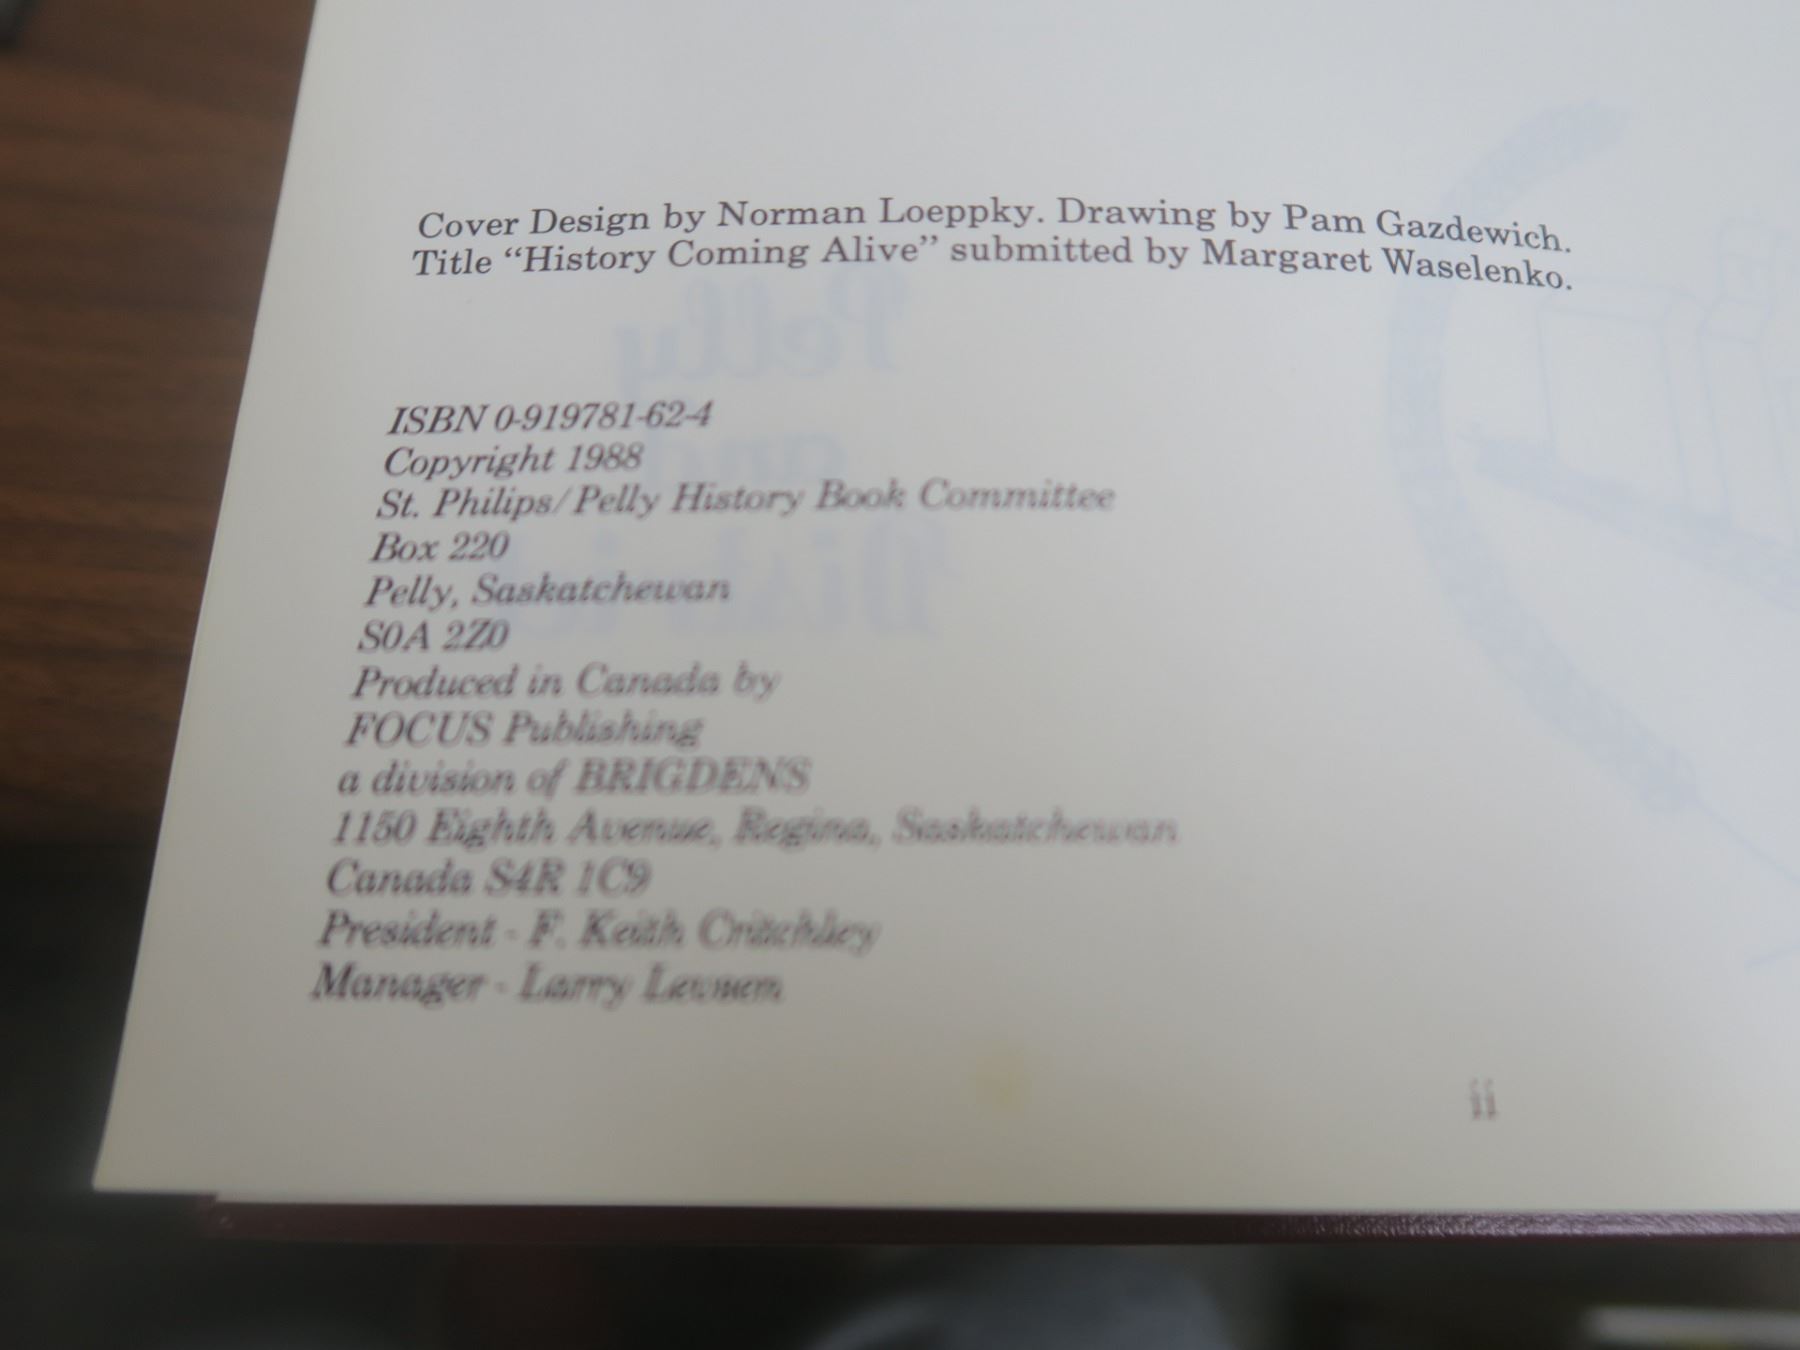 Cover Design by Norman Loeppky. Drawing by Pam Gazdewich.
Title “History Coming Alive” submitted by Margaret Waselenko.
ISBN 0-919781-62-4
Copyright 1988
St. Philips/Pelly History Book Committee
Box 220
Pelly, Saskatchewan
S0A 2Z0
Produced in Canada by
FOCUS Publishing
a division of BRIGDENS
1150 Eighth Avenue, Regina, Saskatchewan
Canada S4R 1C9
President - F. Keith Critchley
Manager - Larry
ii